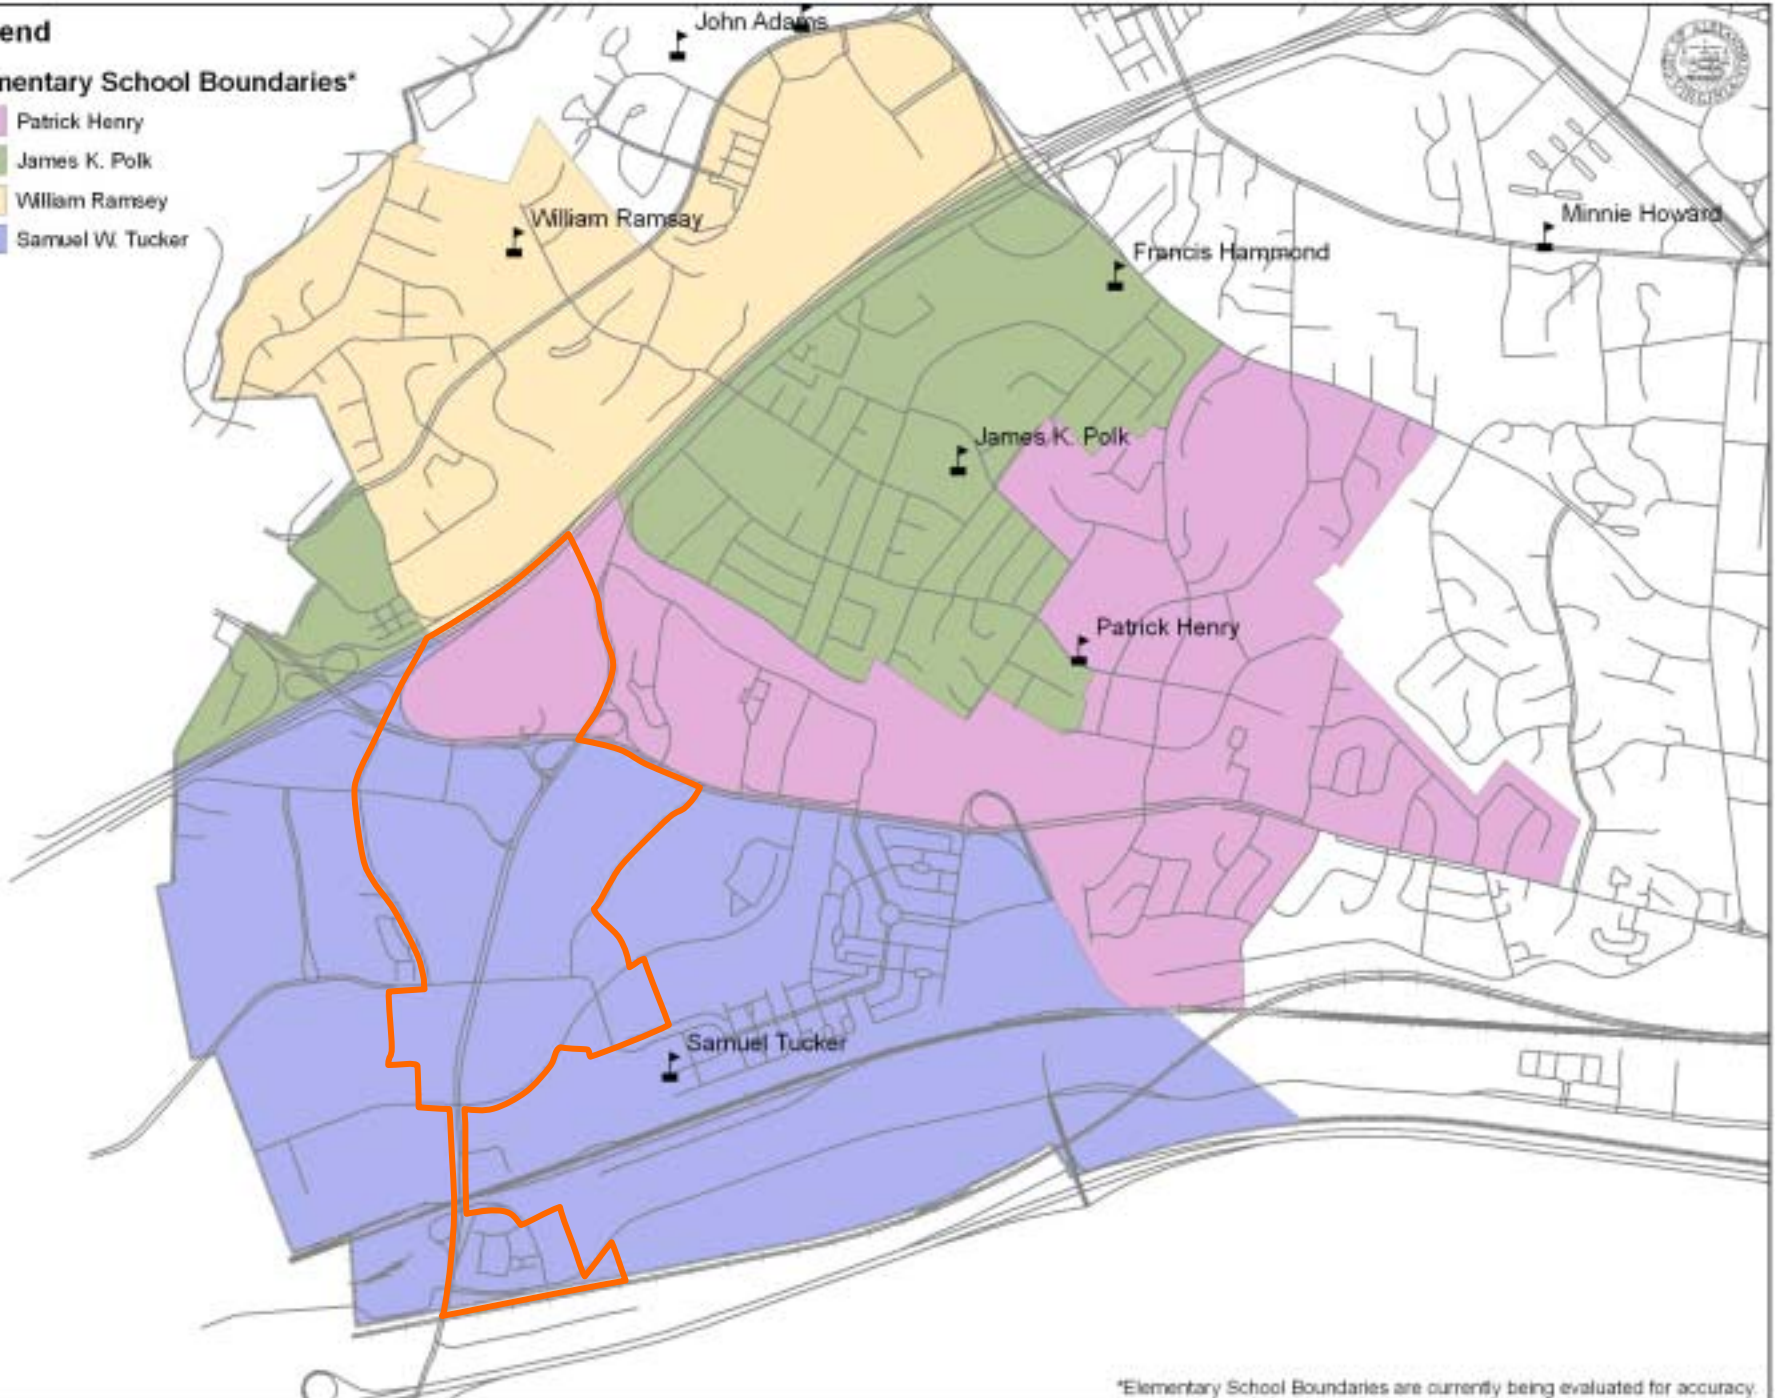 end
nentary School Boundaries*
Patrick Henry
James K. Polk
William Ramsey
Samuel W. Tucker
John Adams
William Ramsay
Minnie Howard
Francis Hammond
James K. Polk
Patrick Henry
Samuel Tucker
*Elementary School Boundaries are currently being evaluated for accuracy.